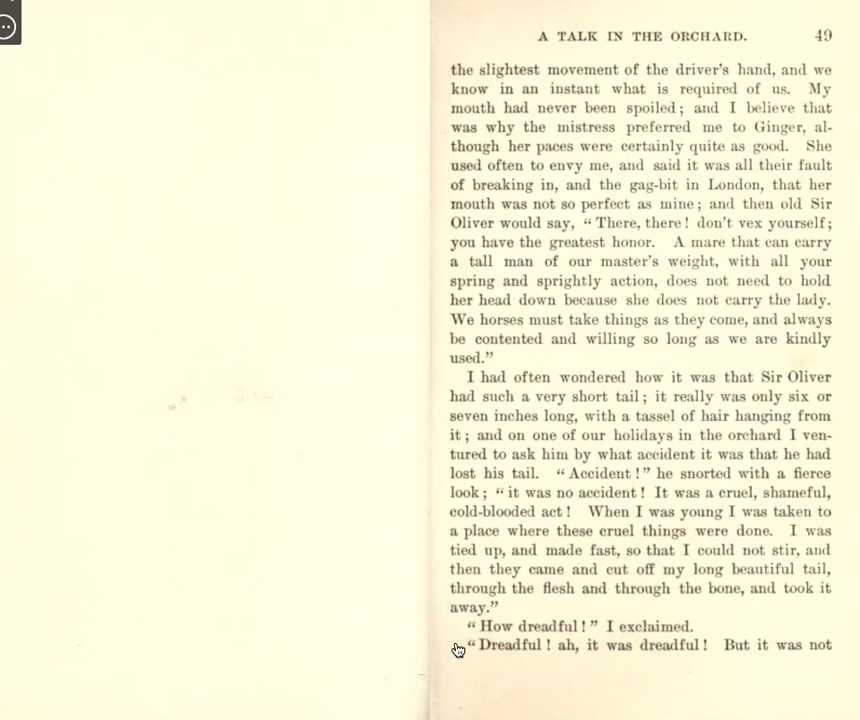 A TALK IN THE ORCHARD. 49
the slightest movement of the driver's hand, and we
know in an instant what is required of us. My
mouth had never been spoiled; and I believe that
was why the mistress preferred me to Ginger, al-
though her paces were certainly quite as good. She
used often to envy me, and said it was all their fault
of breaking in, and the gag-bit in London, that her
mouth was not so perfect as mine; and then old Sir
Oliver would say, "There, there! don't vex yourself;
you have the greatest honor. A mare that can carry
a tall man of our master's weight, with all your
spring and sprightly action, does not need to hold
her head down because she does not carry the lady.
We horses must take things as they come, and always
be contented and willing so long as we are kindly
used."
I had often wondered how it was that Sir Oliver
had such a very short tail; it really was only six or
seven inches long, with a tassel of hair hanging from
it; and on one of our holidays in the orchard I ven-
tured to ask him by what accident it was that he had
lost his tail. "Accident!" he snorted with a fierce
look; "it was no accident! It was a cruel, shameful,
cold-blooded act! When I was young I was taken to
a place where these cruel things were done. I was
tied up, and made fast, so that I could not stir, and
then they came and cut off my long beautiful tail,
through the flesh and through the bone, and took it
away."
"How dreadful!" I exclaimed.
"Dreadful! ah, it was dreadful! But it was not